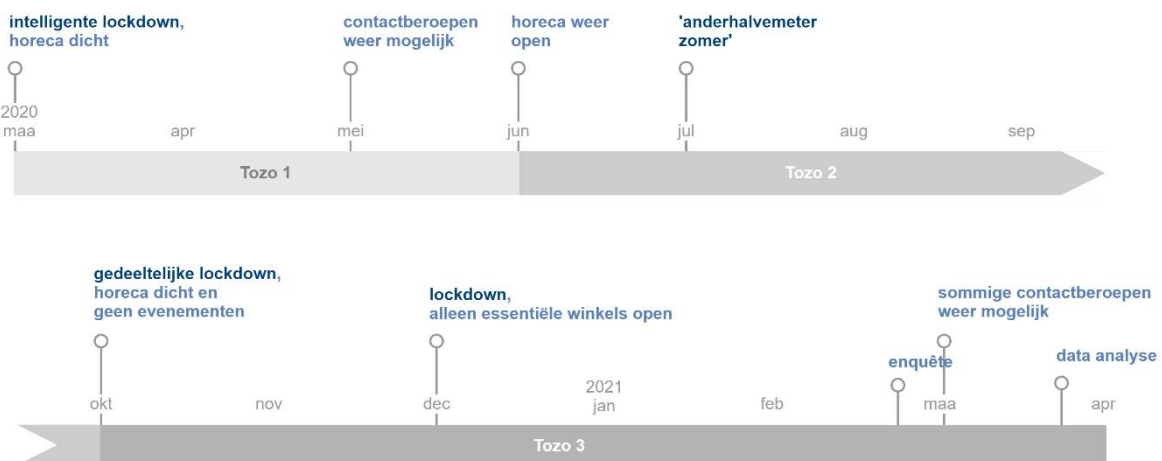 intelligente lockdown,
horeca dicht
contactberoepen
weer mogelijk
horeca weer
open
'anderhalvemeter
zomer'
2020
maa
apr
mei
jun
jul
aug
sep
Tozo 1
Tozo 2
gedeeltelijke lockdown,
horeca dicht en
geen evenementen
lockdown,
alleen essentiële winkels open
sommige contactberoepen
weer mogelijk
enquête
data analyse
okt
nov
dec
2021
jan
feb
maa
apr
Tozo 3